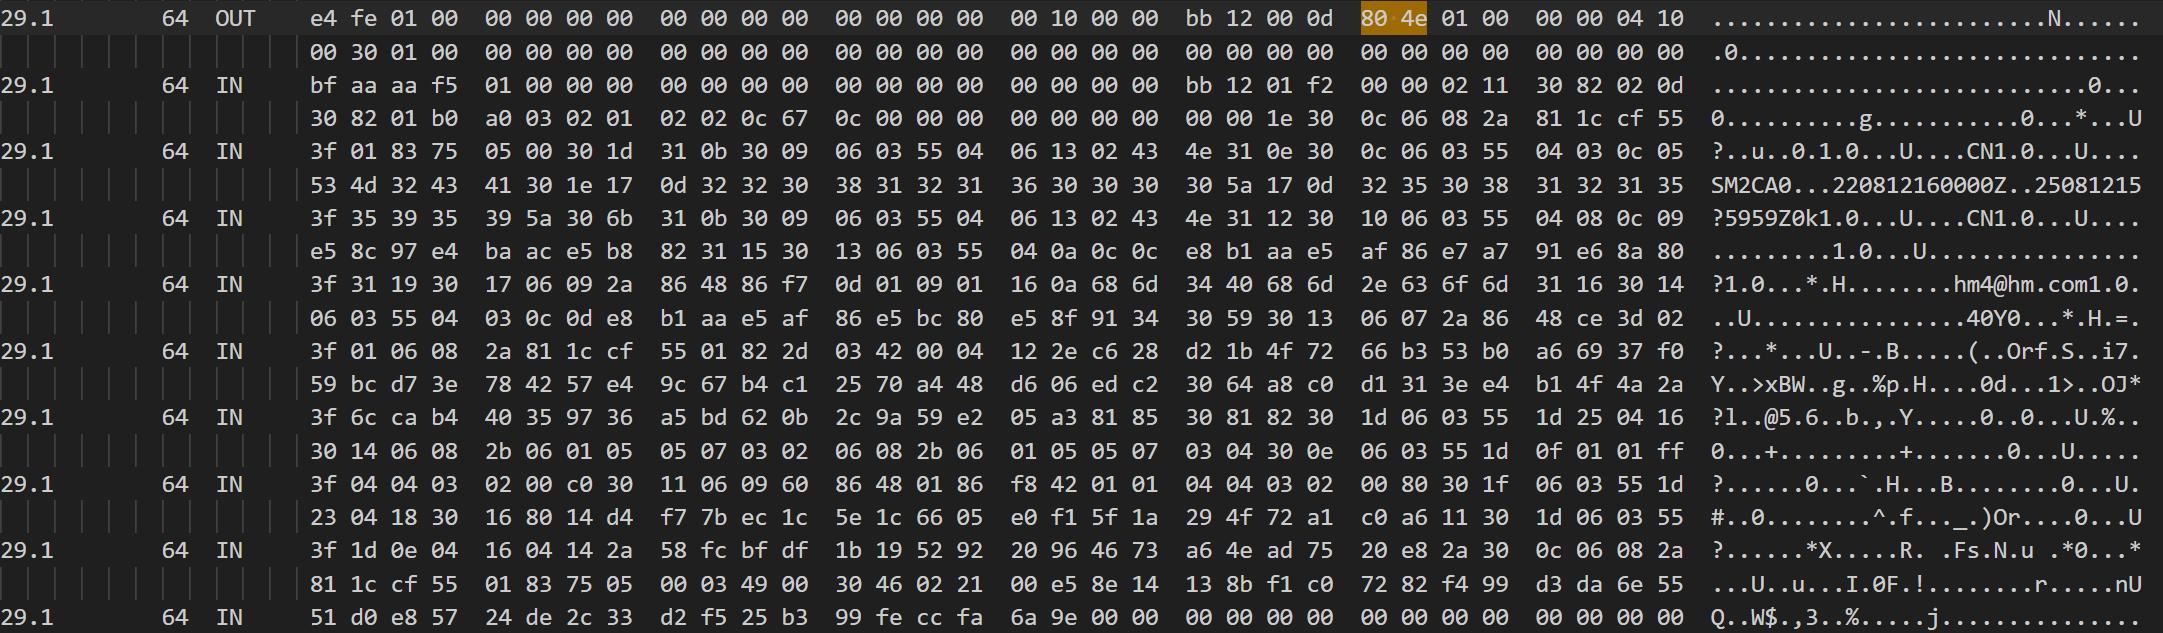 29.1 64 OUT e4 fe 01 00 00 00 00 00 00 00 00 00 00 00 00 00 00 10 00 00 bb 12 00 0d 80 4e 01 00 00 00 04 10 .........................N......
00 30 01 00 00 00 00 00 00 00 00 00 00 00 00 00 00 00 00 00 00 00 00 00 00 00 00 00 00 00 00 00 .0..............................
29.1 64 IN bf aa aa f5 01 00 00 00 00 00 00 00 00 00 00 00 00 00 00 00 bb 12 01 f2 00 00 02 11 30 82 02 0d ............................0...
30 82 01 b0 a0 03 02 01 02 02 0c 67 0c 00 00 00 00 00 00 00 00 00 1e 30 0c 06 08 2a 81 1c cf 55 0..........g...........0...*...U
29.1 64 IN 3f 01 83 75 05 00 30 1d 31 0b 30 09 06 03 55 04 06 13 02 43 4e 31 0e 30 0c 06 03 55 04 03 0c 05 ?..u..0.1.0...U....CN1.0...U....
53 4d 32 43 41 30 1e 17 0d 32 32 30 38 31 32 31 36 30 30 30 30 5a 17 0d 32 35 30 38 31 32 31 35 SM2CA0...220812160000Z..25081215
29.1 64 IN 3f 35 39 35 39 5a 30 6b 31 0b 30 09 06 03 55 04 06 13 02 43 4e 31 12 30 10 06 03 55 04 08 0c 09 ?5959Z0k1.0...U....CN1.0...U....
e5 8c 97 e4 ba ac e5 b8 82 31 15 30 13 06 03 55 04 0a 0c 0c e8 b1 aa e5 af 86 e7 a7 91 e6 8a 80 .........1.0...U................
29.1 64 IN 3f 31 19 30 17 06 09 2a 86 48 86 f7 0d 01 09 01 16 0a 68 6d 34 40 68 6d 2e 63 6f 6d 31 16 30 14 ?1.0...*.H........hm4@hm.com1.0.
06 03 55 04 03 0c 0d e8 b1 aa e5 af 86 e5 bc 80 e5 8f 91 34 30 59 30 13 06 07 2a 86 48 ce 3d 02 ..U................40Y0...*.H.=.
29.1 64 IN 3f 01 06 08 2a 81 1c cf 55 01 82 2d 03 42 00 04 12 2e c6 28 d2 1b 4f 72 66 b3 53 b0 a6 69 37 f0 ?...*...U..-.B.....(..Orf.S..i7.
59 bc d7 3e 78 42 57 e4 9c 67 b4 c1 25 70 a4 48 d6 06 ed c2 30 64 a8 c0 d1 31 3e e4 b1 4f 4a 2a Y..>xBW..g..%p.H....0d...1>..OJ*
29.1 64 IN 3f 6c ca b4 40 35 97 36 a5 bd 62 0b 2c 9a 59 e2 05 a3 81 85 30 81 82 30 1d 06 03 55 1d 25 04 16 ?l..@5.6..b.,.Y.....0..0...U.%..
30 14 06 08 2b 06 01 05 05 07 03 02 06 08 2b 06 01 05 05 07 03 04 30 0e 06 03 55 1d 0f 01 01 ff 0...+.........+.......0...U.....
29.1 64 IN 3f 04 04 03 02 00 c0 30 11 06 09 60 86 48 01 86 f8 42 01 01 04 04 03 02 00 80 30 1f 06 03 55 1d ?......0...`.H...B.........0...U.
23 04 18 30 16 80 14 d4 f7 7b ec 1c 5e 1c 66 05 e0 f1 5f 1a 29 4f 72 a1 c0 a6 11 30 1d 06 03 55 #..0........^.f..._.)Or....0...U
29.1 64 IN 3f 1d 0e 04 16 04 14 2a 58 fc bf df 1b 19 52 92 20 96 46 73 a6 4e ad 75 20 e8 2a 30 0c 06 08 2a ?......*X.....R. .Fs.N.u .*0...*
81 1c cf 55 01 83 75 05 00 03 49 00 30 46 02 21 00 e5 8e 14 13 8b f1 c0 72 82 f4 99 d3 da 6e 55 ...U..u...I.0F.!........r.....nU
29.1 64 IN 51 d0 e8 57 24 de 2c 33 d2 f5 25 b3 99 fe cc fa 6a 9e 00 00 00 00 00 00 00 00 00 00 00 00 00 00 Q..W$.,3..%.....j...............